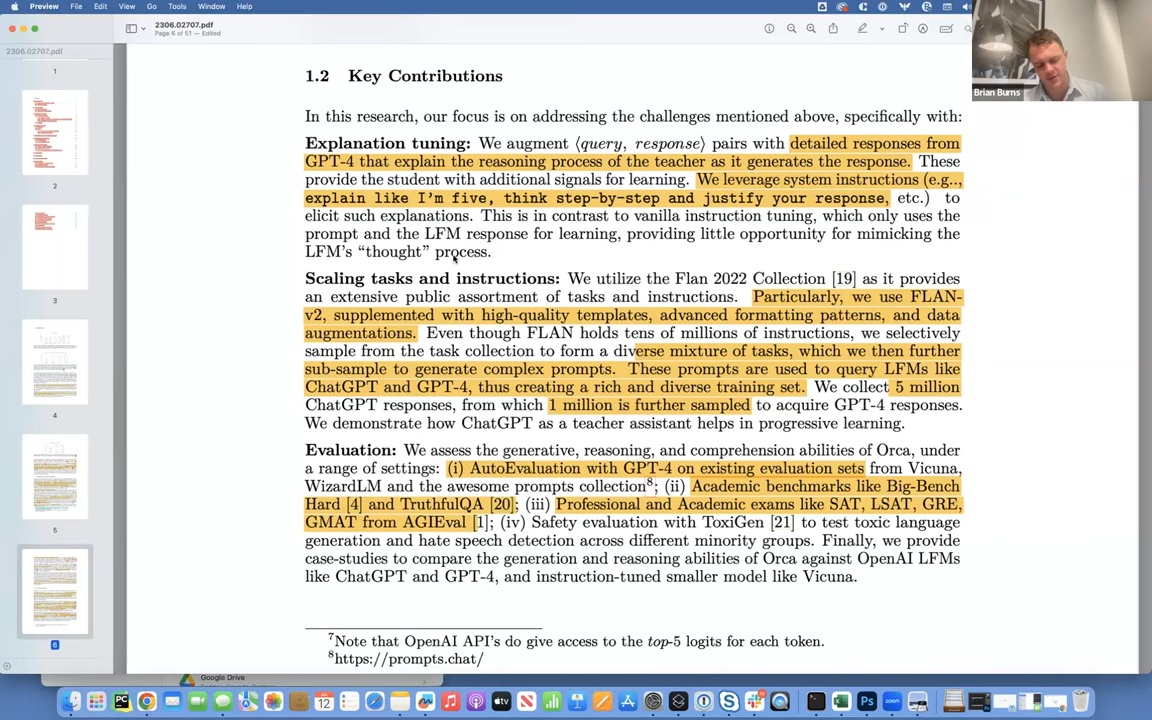 Preview File Edit View Go Tools Window Help
2306.02707.pdf
Page 6 of 51 — Edited
Brian Burns
2306.02707.pdf
1
2
3
4
5
6
1.2 Key Contributions
In this research, our focus is on addressing the challenges mentioned above, specifically with:
Explanation tuning: We augment ⟨query, response⟩ pairs with detailed responses from
GPT-4 that explain the reasoning process of the teacher as it generates the response. These
provide the student with additional signals for learning. We leverage system instructions (e.g..,
explain like I'm five, think step-by-step and justify your response, etc.) to
elicit such explanations. This is in contrast to vanilla instruction tuning, which only uses the
prompt and the LFM response for learning, providing little opportunity for mimicking the
LFM's “thought” process.
Scaling tasks and instructions: We utilize the Flan 2022 Collection [19] as it provides
an extensive public assortment of tasks and instructions. Particularly, we use FLAN-
v2, supplemented with high-quality templates, advanced formatting patterns, and data
augmentations. Even though FLAN holds tens of millions of instructions, we selectively
sample from the task collection to form a diverse mixture of tasks, which we then further
sub-sample to generate complex prompts. These prompts are used to query LFMs like
ChatGPT and GPT-4, thus creating a rich and diverse training set. We collect 5 million
ChatGPT responses, from which 1 million is further sampled to acquire GPT-4 responses.
We demonstrate how ChatGPT as a teacher assistant helps in progressive learning.
Evaluation: We assess the generative, reasoning, and comprehension abilities of Orca, under
a range of settings: (i) AutoEvaluation with GPT-4 on existing evaluation sets from Vicuna,
WizardLM and the awesome prompts collection⁸; (ii) Academic benchmarks like Big-Bench
Hard [4] and TruthfulQA [20]; (iii) Professional and Academic exams like SAT, LSAT, GRE,
GMAT from AGIEval [1]; (iv) Safety evaluation with ToxiGen [21] to test toxic language
generation and hate speech detection across different minority groups. Finally, we provide
case-studies to compare the generation and reasoning abilities of Orca against OpenAI LFMs
like ChatGPT and GPT-4, and instruction-tuned smaller model like Vicuna.
⁷Note that OpenAI API's do give access to the top-5 logits for each token.
⁸https://prompts.chat/
Google Drive
12
zoom